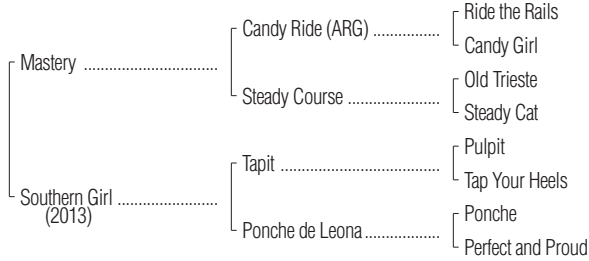 Ride the Rails
Candy Ride (ARG) ................
Candy Girl
Mastery ................................
Old Trieste
Steady Course ......................
Steady Cat
Pulpit
Tapit ......................................
Tap Your Heels
Southern Girl ........................
(2013)
Ponche
Ponche de Leona..................
Perfect and Proud